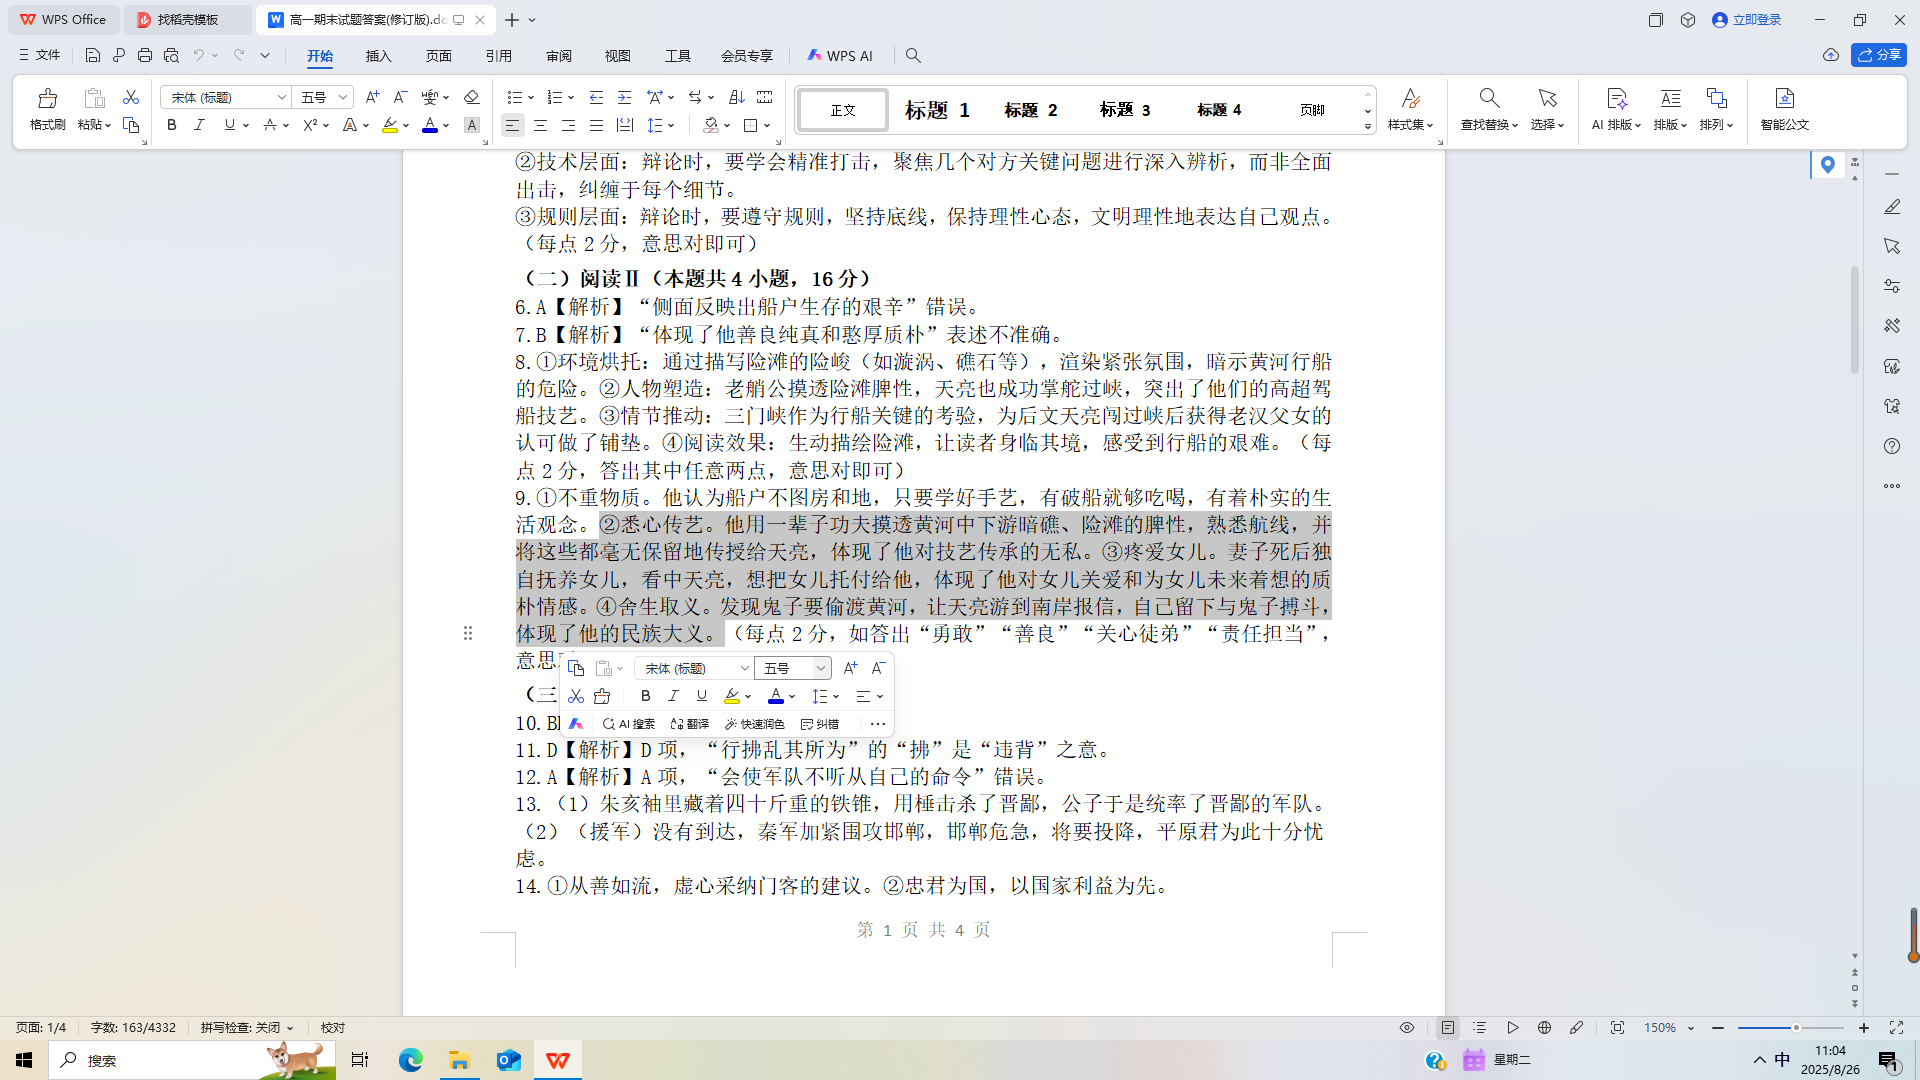 WPS Office
找稻壳模板
高一期末试题答案(修订版).dc
立即登录
文件
开始
插入
页面
引用
审阅
视图
工具
会员专享
WPS AI
分享
格式刷
粘贴
宋体 (标题)
五号
正文
标题 1
标题 2
标题 3
标题 4
页脚
样式集
查找替换
选择
AI 排版
排版
排列
智能公文
②技术层面：辩论时，要学会精准打击，聚焦几个对方关键问题进行深入辨析，而非全面
出击，纠缠于每个细节。
③规则层面：辩论时，要遵守规则，坚持底线，保持理性心态，文明理性地表达自己观点。
（每点 2 分，意思对即可）
（二）阅读Ⅱ（本题共 4 小题，16 分）
6.A【解析】“侧面反映出船户生存的艰辛”错误。
7.B【解析】“体现了他善良纯真和憨厚质朴”表述不准确。
8.①环境烘托：通过描写险滩的险峻（如漩涡、礁石等），渲染紧张氛围，暗示黄河行船
的危险。②人物塑造：老艄公摸透险滩脾性，天亮也成功掌舵过峡，突出了他们的高超驾
船技艺。③情节推动：三门峡作为行船关键的考验，为后文天亮闯过峡后获得老汉父女的
认可做了铺垫。④阅读效果：生动描绘险滩，让读者身临其境，感受到行船的艰难。（每
点 2 分，答出其中任意两点，意思对即可）
9.①不重物质。他认为船户不图房和地，只要学好手艺，有破船就够吃喝，有着朴实的生
活观念。②悉心传艺。他用一辈子功夫摸透黄河中下游暗礁、险滩的脾性，熟悉航线，并
将这些都毫无保留地传授给天亮，体现了他对技艺传承的无私。③疼爱女儿。妻子死后独
自抚养女儿，看中天亮，想把女儿托付给他，体现了他对女儿关爱和为女儿未来着想的质
朴情感。④舍生取义。发现鬼子要偷渡黄河，让天亮游到南岸报信，自己留下与鬼子搏斗，
体现了他的民族大义。（每点 2 分，如答出“勇敢”“善良”“关心徒弟”“责任担当”，
意思
宋体 (标题)
五号
AI 搜索
翻译
快速润色
纠错
（三
10.B
11.D【解析】D 项，“行拂乱其所为”的“拂”是“违背”之意。
12.A【解析】A 项，“会使军队不听从自己的命令”错误。
13.（1）朱亥袖里藏着四十斤重的铁锥，用棰击杀了晋鄙，公子于是统率了晋鄙的军队。
（2）（援军）没有到达，秦军加紧围攻邯郸，邯郸危急，将要投降，平原君为此十分忧
虑。
14.①从善如流，虚心采纳门客的建议。②忠君为国，以国家利益为先。
第 1 页 共 4 页
页面: 1/4
字数: 163/4332
拼写检查: 关闭
校对
150%
搜索
星期二
中
11:04
2025/8/26
1